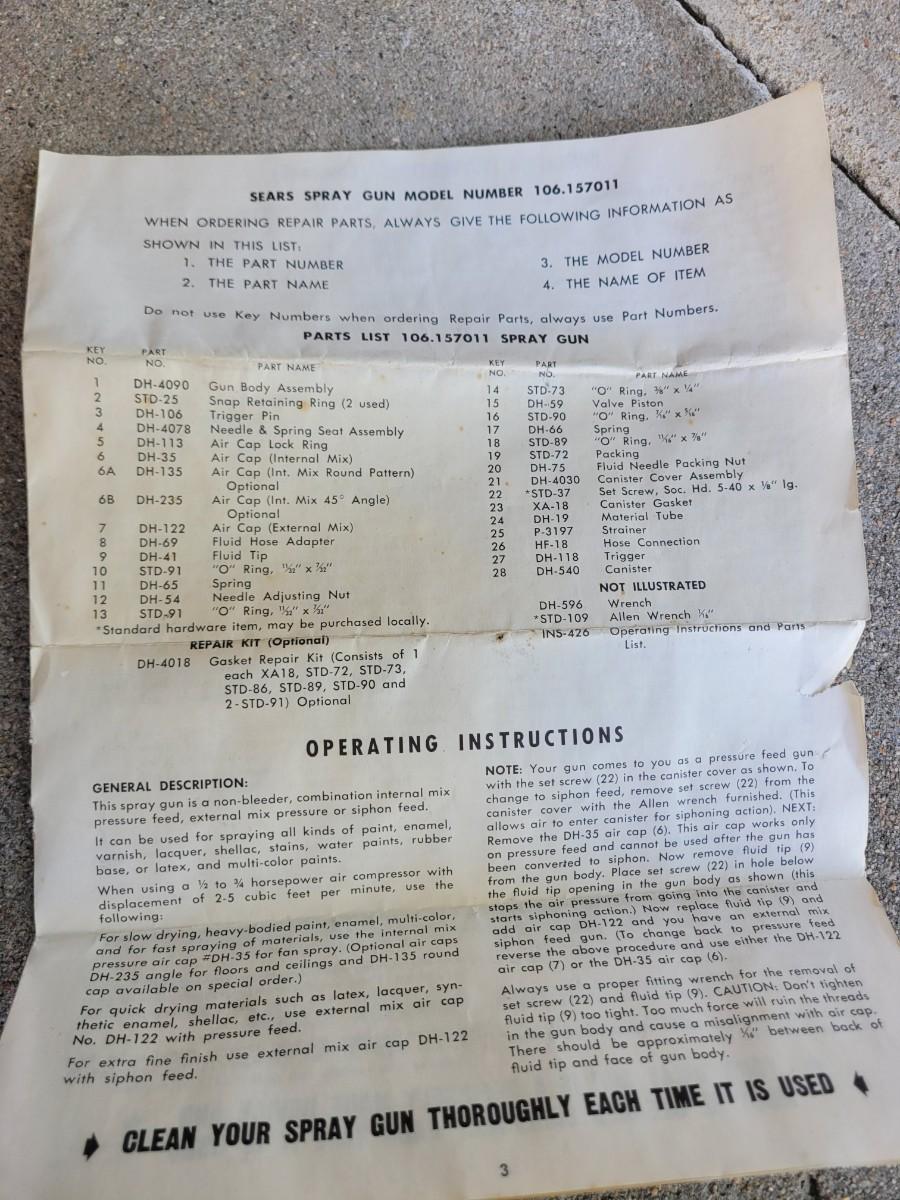 SEARS SPRAY GUN MODEL NUMBER 106.157011
WHEN ORDERING REPAIR PARTS, ALWAYS GIVE THE FOLLOWING INFORMATION AS
SHOWN IN THIS LIST:
1. THE PART NUMBER
2. THE PART NAME
3. THE MODEL NUMBER
4. THE NAME OF ITEM
Do not use Key Numbers when ordering Repair Parts, always use Part Numbers.
PARTS LIST 106.157011 SPRAY GUN
KEY NO. PART NO. PART NAME
1 DH-4090 Gun Body Assembly
2 STD-25 Snap Retaining Ring (2 used)
3 DH-106 Trigger Pin
4 DH-4078 Needle & Spring Seat Assembly
5 DH-113 Air Cap Lock Ring
6 DH-35 Air Cap (Internal Mix)
6A DH-135 Air Cap (Int. Mix Round Pattern)
Optional
6B DH-235 Air Cap (Int. Mix 45° Angle)
Optional
7 DH-122 Air Cap (External Mix)
8 DH-69 Fluid Hose Adapter
9 DH-41 Fluid Tip
10 STD-91 "O" Ring, 11/32" x 7/32"
11 DH-65 Spring
12 DH-54 Needle Adjusting Nut
13 STD-91 "O" Ring, 11/32" x 7/32"
*Standard hardware item, may be purchased locally.
REPAIR KIT (Optional)
DH-4018 Gasket Repair Kit (Consists of 1
each XA18, STD-72, STD-73,
STD-86, STD-89, STD-90 and
2-STD-91) Optional
KEY NO. PART NO. PART NAME
14 STD-73 "O" Ring, 3/8" x 1/4"
15 DH-59 Valve Piston
16 STD-90 "O" Ring,
17 DH-66 Spring
18 STD-89 "O" Ring, 11/16" x 7/8"
19 STD-72 Packing
20 DH-75 Fluid Needle Packing Nut
21 DH-4030 Canister Cover Assembly
22 *STD-37 Set Screw, Soc. Hd. 5-40 x 1/8" lg.
23 XA-18 Canister Gasket
24 DH-19 Material Tube
25 P-3197 Strainer
26 HF-18 Hose Connection
27 DH-118 Trigger
28 DH-540 Canister
NOT ILLUSTRATED
DH-596 Wrench
*STD-109 Allen Wrench 1/16"
INS-426 Operating Instructions and Parts
List.
OPERATING INSTRUCTIONS
GENERAL DESCRIPTION:
This spray gun is a non-bleeder, combination internal mix
pressure feed, external mix pressure or siphon feed.
It can be used for spraying all kinds of paint, enamel,
varnish, lacquer, shellac, stains, water paints, rubber
base, or latex, and multi-color paints.
When using a ½ to ¾ horsepower air compressor with
displacement of 2-5 cubic feet per minute, use the
following:
For slow drying, heavy-bodied paint, enamel, multi-color,
and for fast spraying of materials, use the internal mix
pressure air cap #DH-35 for fan spray. (Optional air caps
DH-235 angle for floors and ceilings and DH-135 round
cap available on special order.)
For quick drying materials such as latex, lacquer, syn-
thetic enamel, shellac, etc., use external mix air cap
No. DH-122 with pressure feed.
For extra fine finish use external mix air cap DH-122
with siphon feed.
NOTE: Your gun comes to you as a pressure feed gun
with the set screw (22) in the canister cover as shown. To
change to siphon feed, remove set screw (22) from the
canister cover with the Allen wrench furnished. (This
allows air to enter canister for siphoning action). NEXT:
Remove the DH-35 air cap (6). This air cap works only
on pressure feed and cannot be used after the gun has
been converted to siphon. Now remove fluid tip (9)
from the gun body. Place set screw (22) in hole below
the fluid tip opening in the gun body as shown (this
stops the air pressure from going into the canister and
starts siphoning action.) Now replace fluid tip (9) and
add air cap DH-122 and you have an external mix
siphon feed gun. (To change back to pressure feed
reverse the above procedure and use either the DH-122
air cap (7) or the DH-35 air cap (6).
Always use a proper fitting wrench for the removal of
set screw (22) and fluid tip (9). CAUTION: Don't tighten
fluid tip (9) too tight. Too much force will ruin the threads
in the gun body and cause a misalignment with air cap.
There should be approximately 1/16" between back of
fluid tip and face of gun body.
CLEAN YOUR SPRAY GUN THOROUGHLY EACH TIME IT IS USED
3